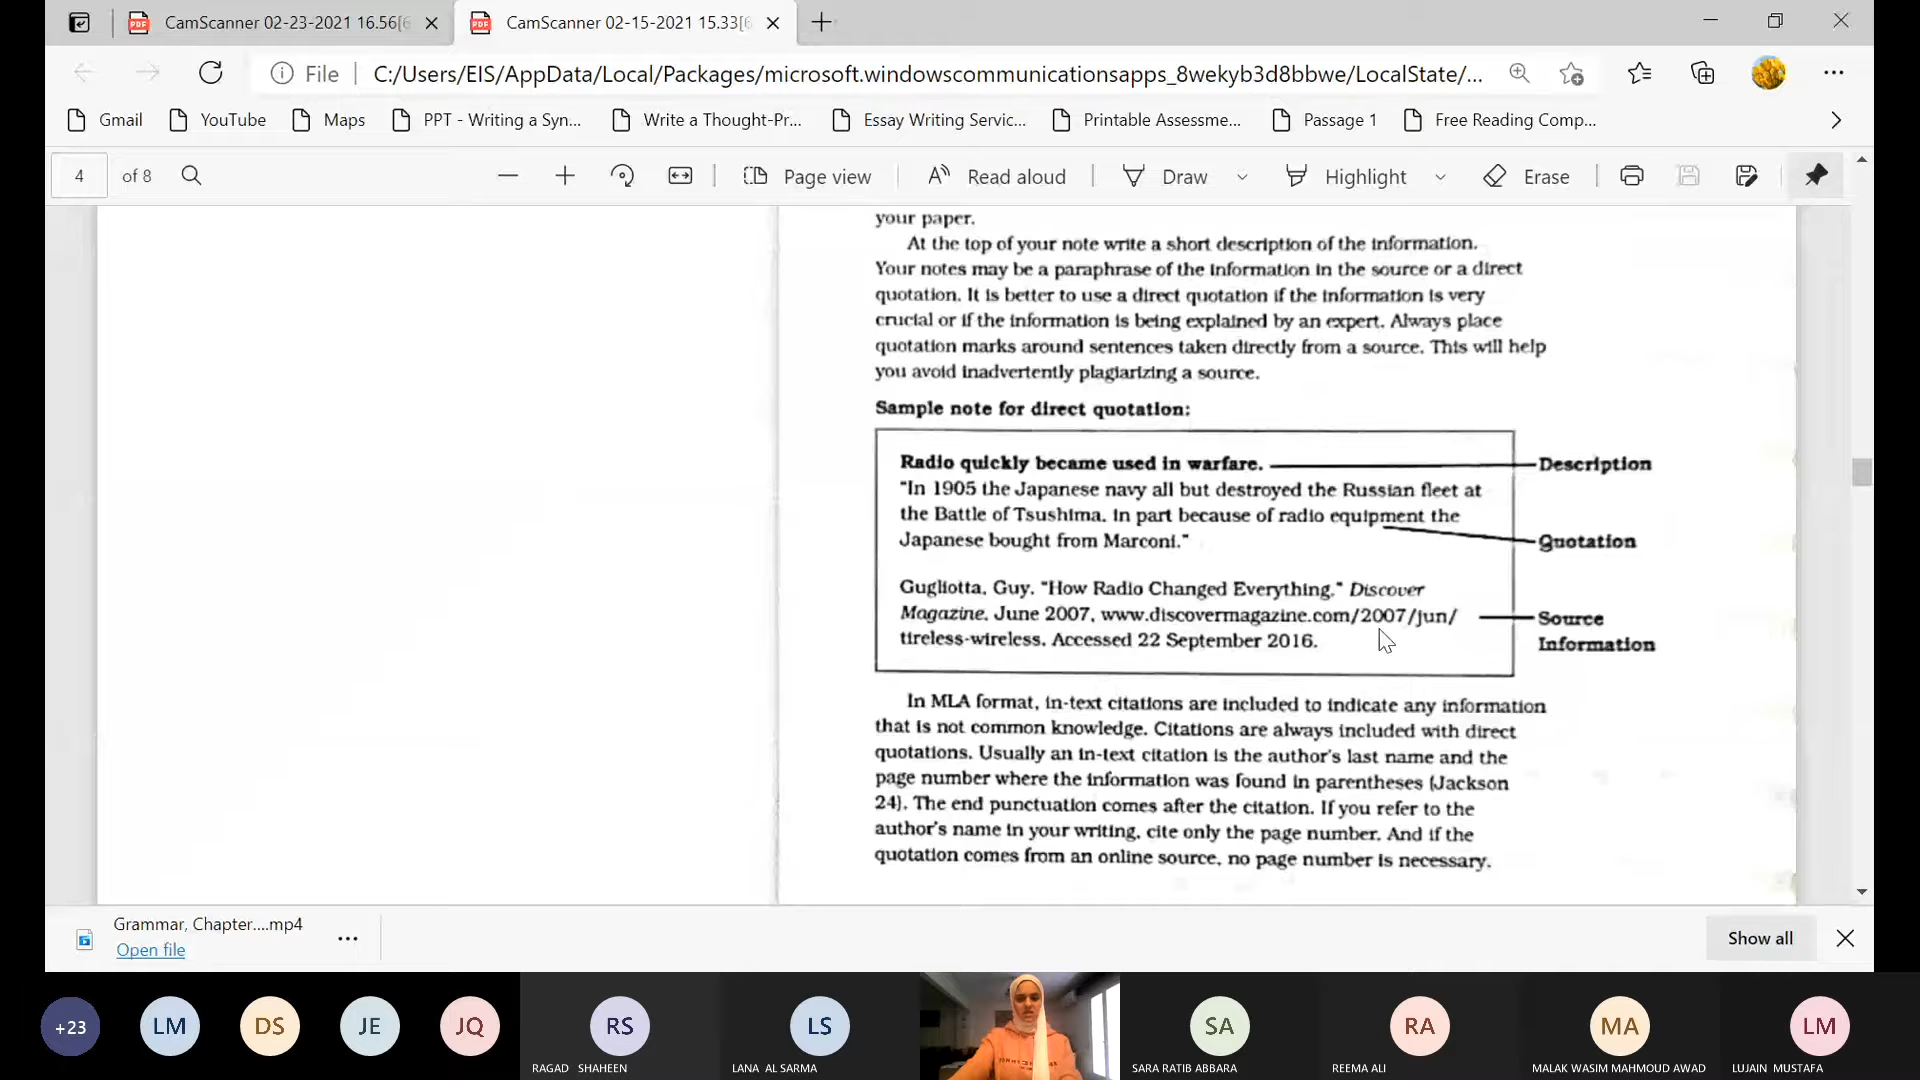 CamScanner 02-23-2021 16.56[6
CamScanner 02-15-2021 15.33[6
File
C:/Users/EIS/AppData/Local/Packages/microsoft.windowscommunicationsapps_8wekyb3d8bbwe/LocalState/...
Gmail
YouTube
Maps
PPT - Writing a Syn...
Write a Thought-Pr...
Essay Writing Servic...
Printable Assessme...
Passage 1
Free Reading Comp...
4 of 8
Page view
Read aloud
Draw
Highlight
Erase
your paper.
At the top of your note write a short description of the information.
Your notes may be a paraphrase of the information in the source or a direct
quotation. It is better to use a direct quotation if the information is very
crucial or if the information is being explained by an expert. Always place
quotation marks around sentences taken directly from a source. This will help
you avoid inadvertently plagiarizing a source.
Sample note for direct quotation:
Radio quickly became used in warfare.
Description
"In 1905 the Japanese navy all but destroyed the Russian fleet at
the Battle of Tsushima, in part because of radio equipment the
Japanese bought from Marconi."
Quotation
Gugliotta, Guy. "How Radio Changed Everything." Discover
Magazine. June 2007, www.discovermagazine.com/2007/jun/
tireless-wireless. Accessed 22 September 2016.
Source
Information
In MLA format, in-text citations are included to indicate any information
that is not common knowledge. Citations are always included with direct
quotations. Usually an in-text citation is the author's last name and the
page number where the information was found in parentheses (Jackson
24). The end punctuation comes after the citation. If you refer to the
author's name in your writing, cite only the page number. And if the
quotation comes from an online source, no page number is necessary.
Grammar, Chapter....mp4
Open file
Show all
+23
LM
DS
JE
JQ
RS
LS
SA
RA
MA
LM
RAGAD SHAHEEN
LANA AL SARMA
SARA RATIB ABBARA
REEMA ALI
MALAK WASIM MAHMOUD AWAD
LUJAIN MUSTAFA